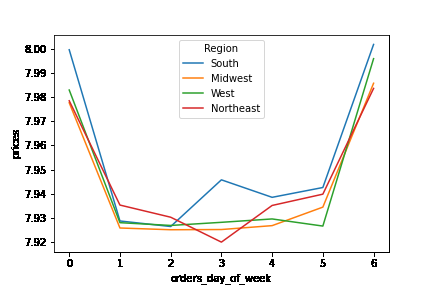 Region
South
Midwest
West
Northeast
8.00
7.99
7.98
7.97
7.96
7.95
7.94
7.93
7.92
prices
0 1 2 3 4 5 6
orders_day_of_week